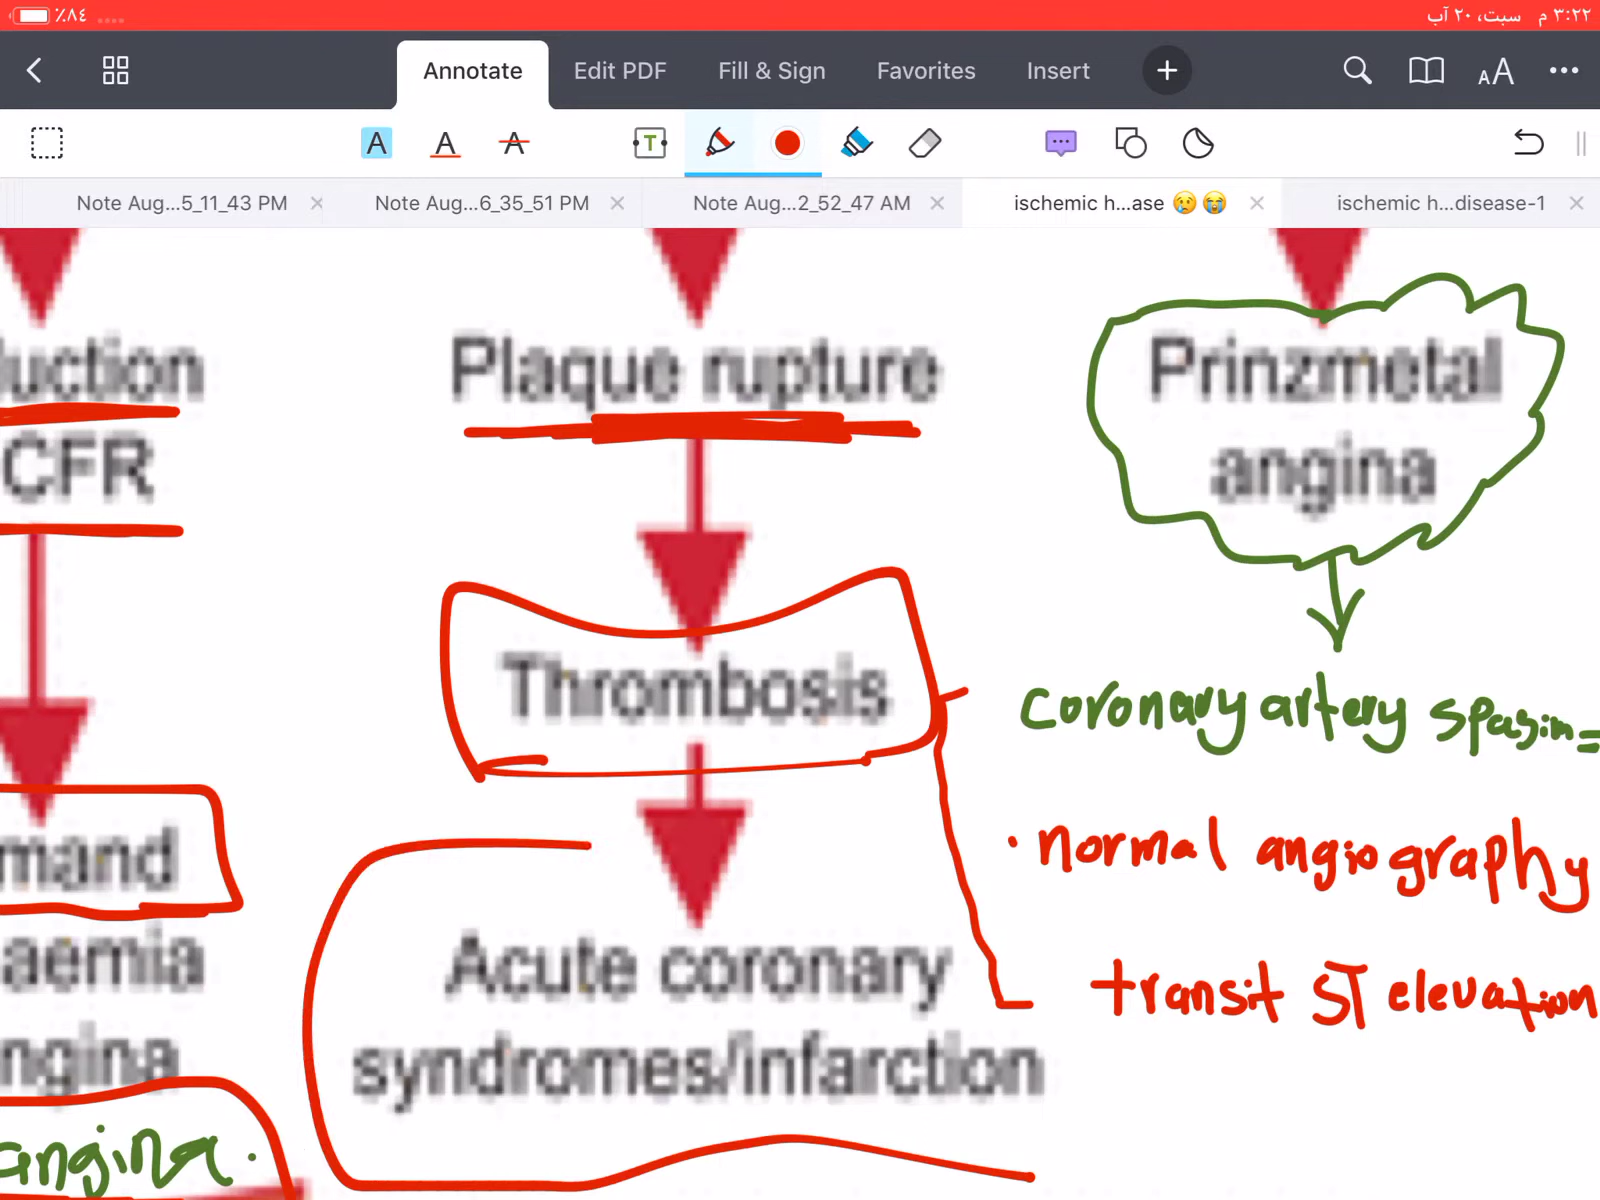 ٪٨٤
٣:٢٢ م سبت، ٢٠ آب
Annotate
Edit PDF
Fill & Sign
Favorites
Insert
AA
A
A
A
T
Note Aug...5_11_43 PM
Note Aug...6_35_51 PM
Note Aug...2_52_47 AM
ischemic h...ase 😢 😭
ischemic h...disease-1
uction
CFR
mand
aemia
ngina
angina.
Plaque rupture
Thrombosis
Acute coronary
syndromes/infarction
Prinzmetal
angina
coronary artery spasim =
• normal angiography
transit ST elevation